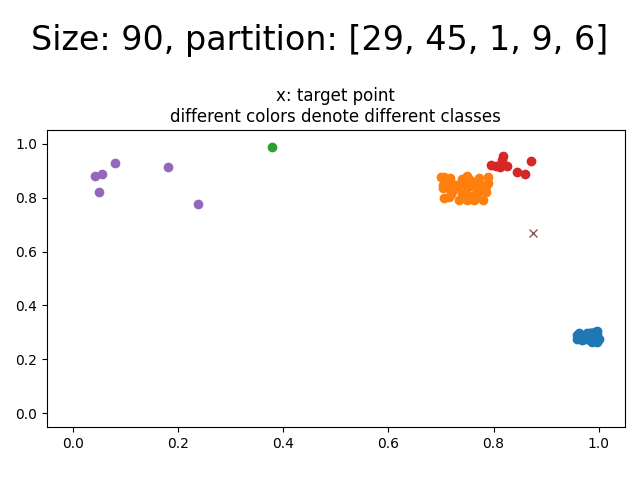 Size: 90, partition: [29, 45, 1, 9, 6]
x: target point
different colors denote different classes
1.0
0.8
0.6
0.4
0.2
0.0
0.0 0.2 0.4 0.6 0.8 1.0